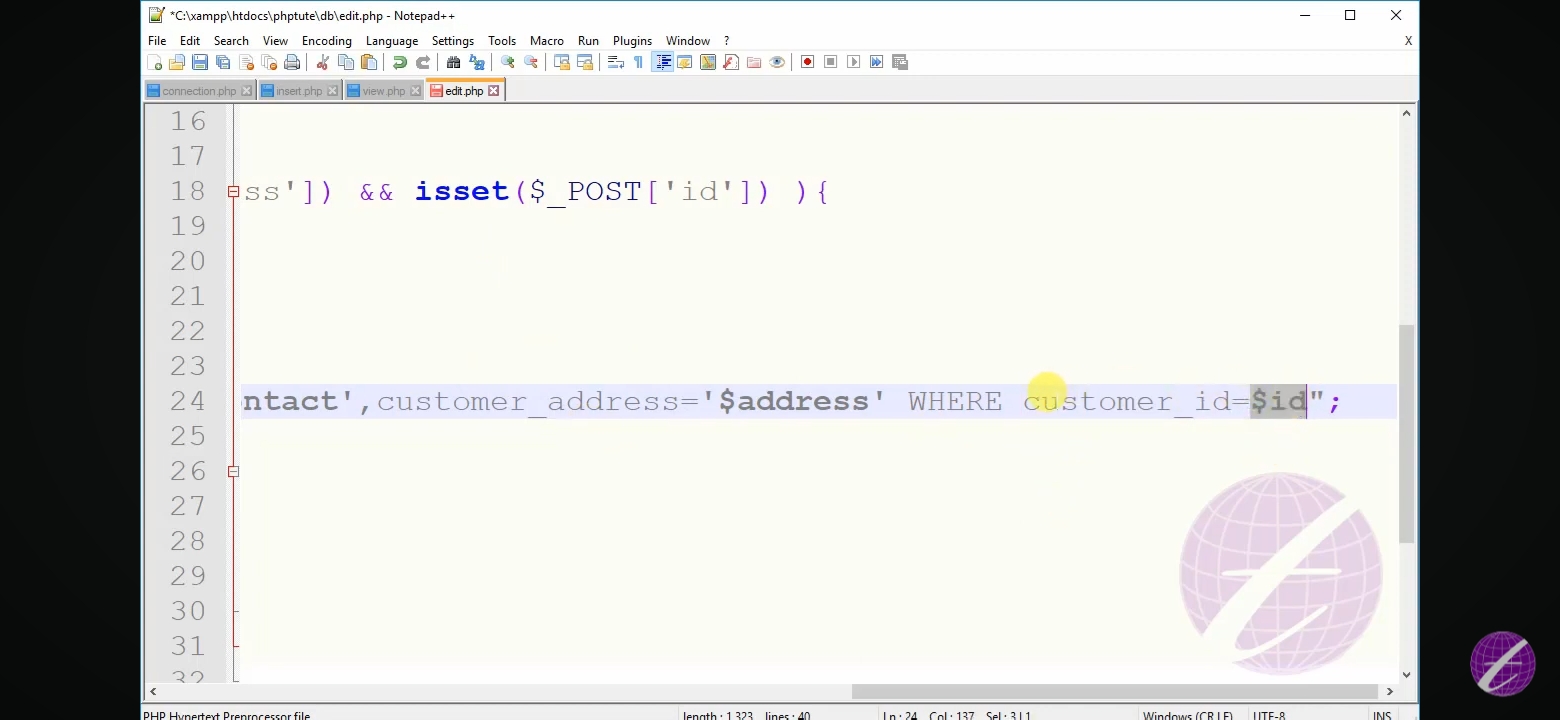 *C:\xampp\htdocs\phptute\db\edit.php - Notepad++
File Edit Search View Encoding Language Settings Tools Macro Run Plugins Window ? X
connection.php insert.php view.php edit.php
16
17
18 ss']) && isset($_POST['id']) ){
19
20
21
22
23
24 ntact',customer_address='$address' WHERE customer_id=$id";
25
26
27
28
29
30
31
32
PHP Hypertext Preprocessor file length : 1,323 lines : 40 Ln : 24 Col : 137 Sel : 3 | 1 Windows (CR LF) UTF-8 INS